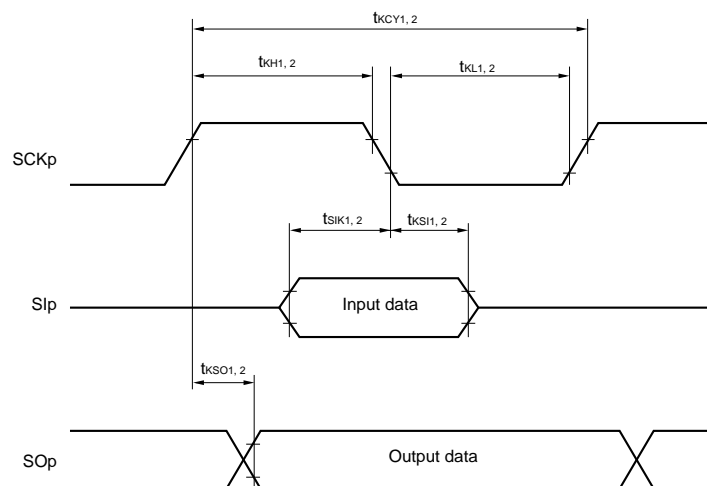 tKCY1, 2
tKH1, 2
tKL1, 2
SCKp
tSIK1, 2
tKSI1, 2
SIp
Input data
tKSO1, 2
SOp
Output data